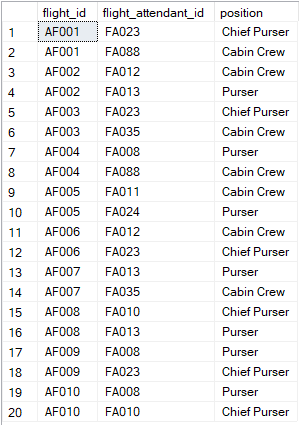 flight_id flight_attendant_id position
1 AF001 FA023 Chief Purser
2 AF001 FA088 Cabin Crew
3 AF002 FA012 Cabin Crew
4 AF002 FA013 Purser
5 AF003 FA023 Chief Purser
6 AF003 FA035 Cabin Crew
7 AF004 FA008 Purser
8 AF004 FA088 Cabin Crew
9 AF005 FA011 Cabin Crew
10 AF005 FA024 Purser
11 AF006 FA012 Cabin Crew
12 AF006 FA023 Chief Purser
13 AF007 FA013 Purser
14 AF007 FA035 Cabin Crew
15 AF008 FA010 Chief Purser
16 AF008 FA013 Purser
17 AF009 FA008 Purser
18 AF009 FA023 Chief Purser
19 AF010 FA008 Purser
20 AF010 FA010 Chief Purser